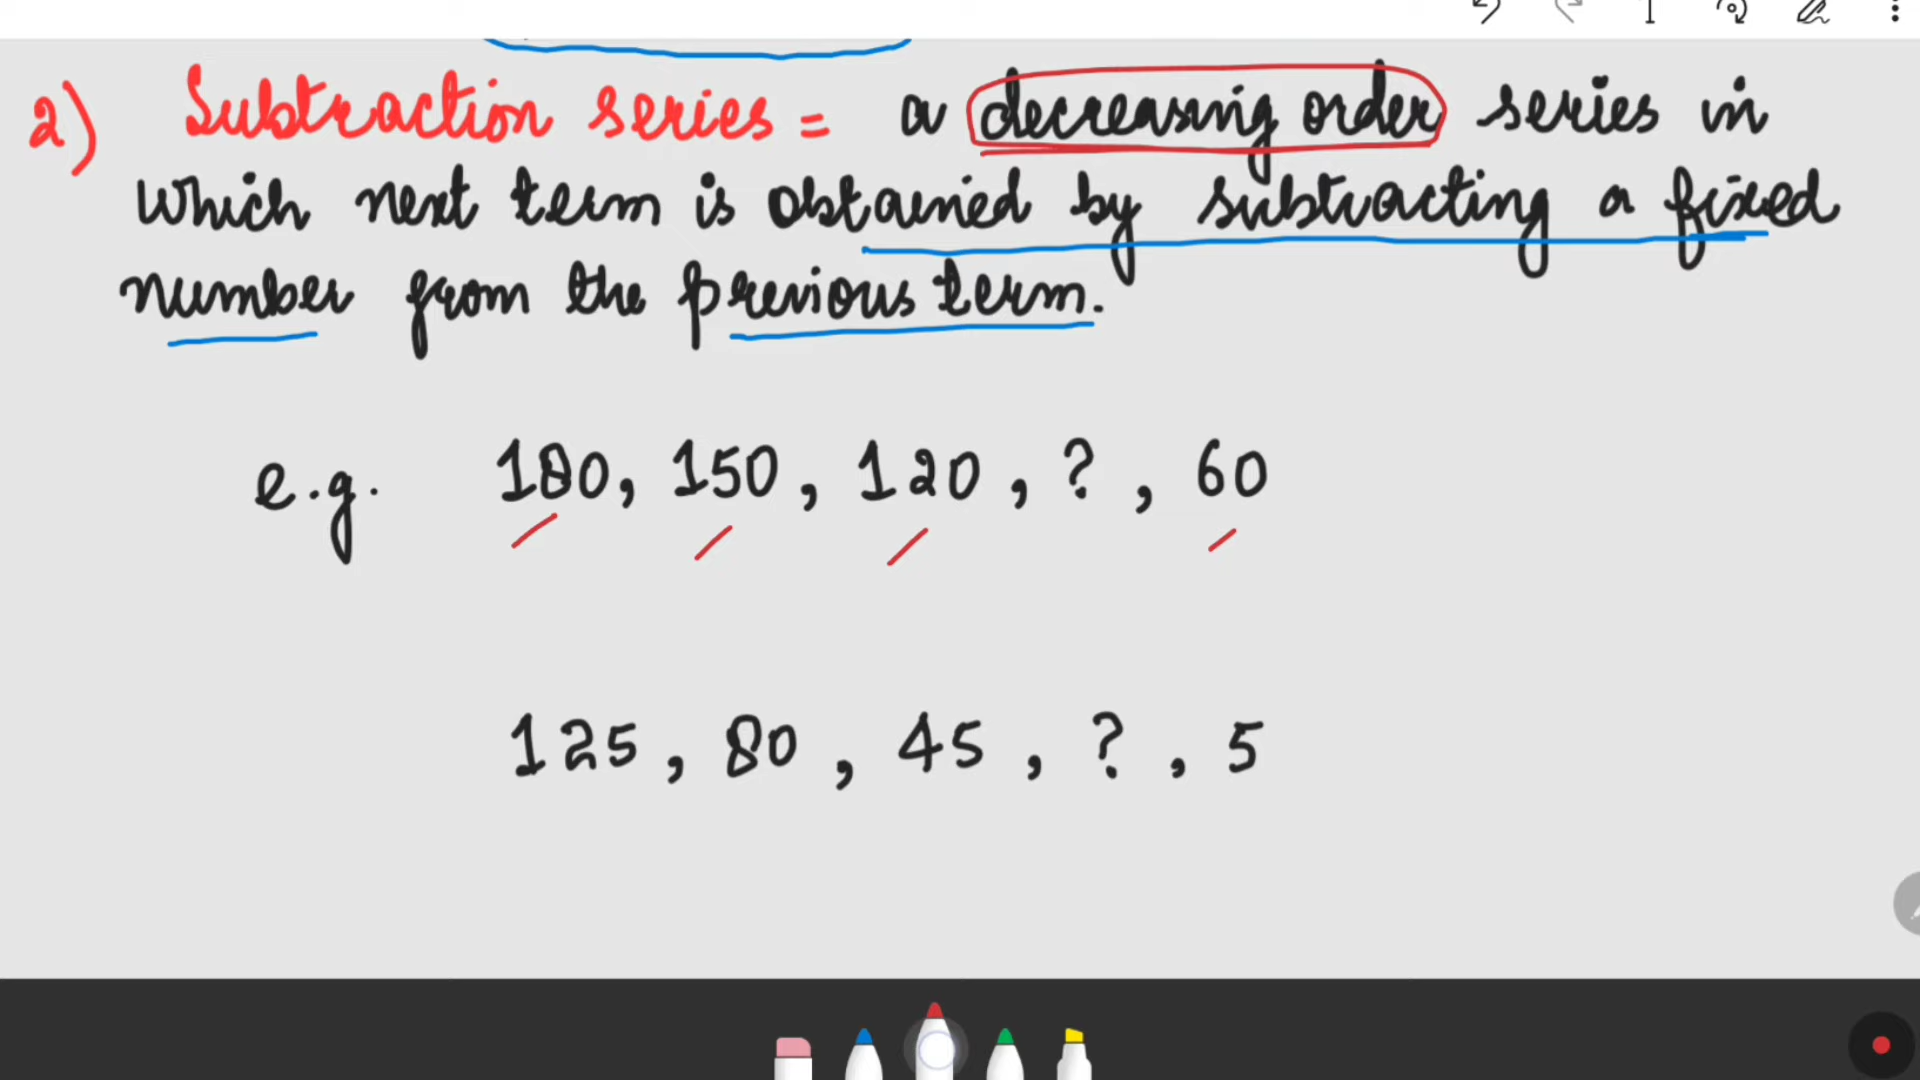 2) Subtraction series = a decreasing order series in
which next term is obtained by subtracting a fixed
number from the previous term.
e.g. 180, 150, 120, ?, 60
125, 80, 45, ?, 5